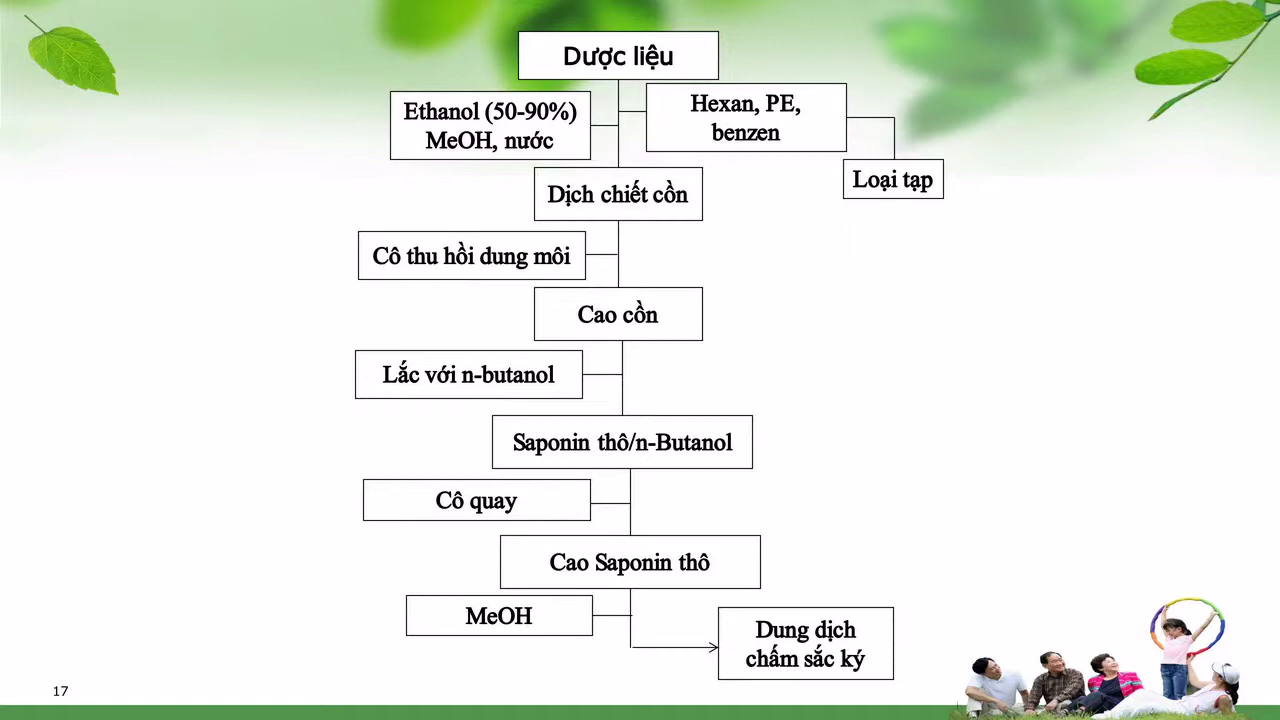 Dược liệu
Ethanol (50-90%)
MeOH, nước
Hexan, PE,
benzen
Loại tạp
Dịch chiết cồn
Cô thu hồi dung môi
Cao cồn
Lắc với n-butanol
Saponin thô/n-Butanol
Cô quay
Cao Saponin thô
MeOH
Dung dịch
chấm sắc ký
17